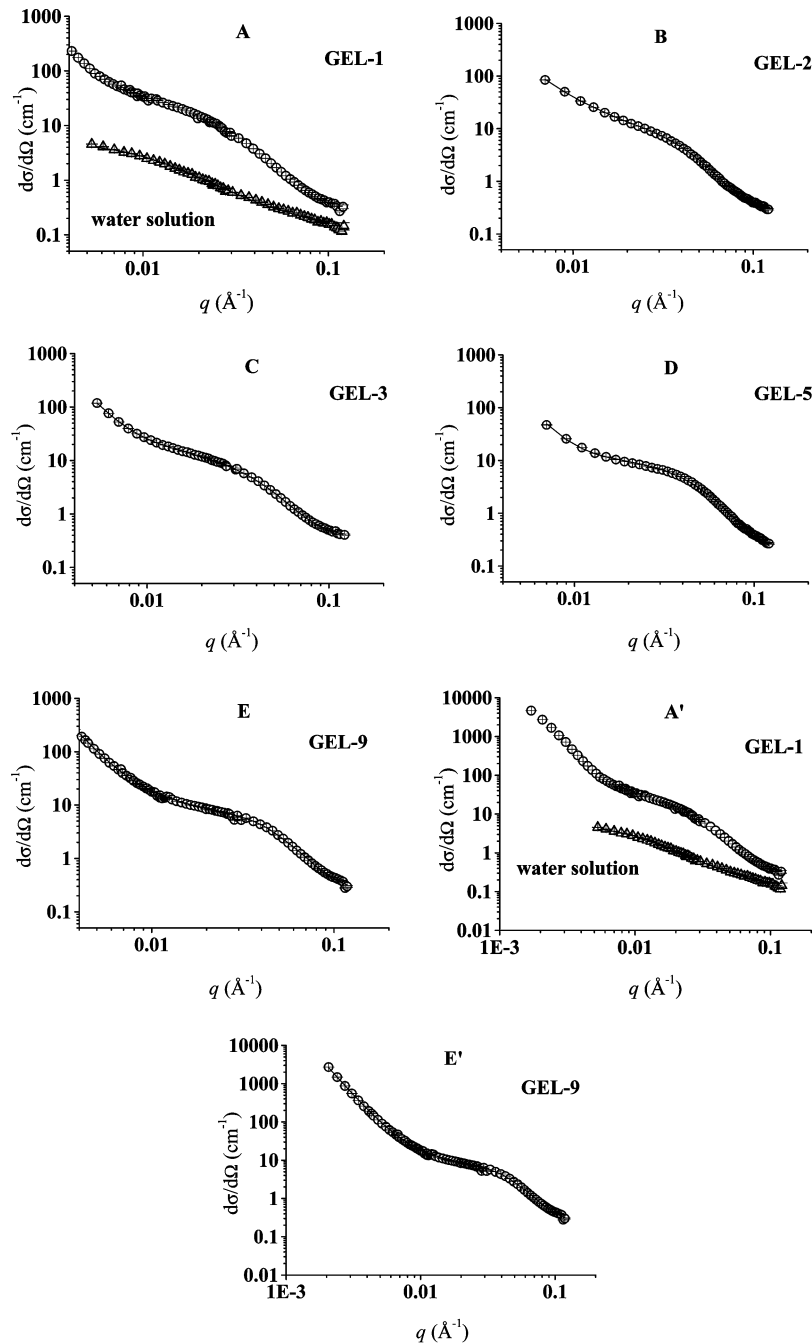 A
GEL-1
1000
100
10
1
0.1
dσ/dΩ (cm⁻¹)
water solution
0.01
0.1
q (Å⁻¹)
B
GEL-2
1000
100
10
1
0.1
dσ/dΩ (cm⁻¹)
0.01
0.1
q (Å⁻¹)
C
GEL-3
1000
100
10
1
0.1
dσ/dΩ (cm⁻¹)
0.01
0.1
q (Å⁻¹)
D
GEL-5
1000
100
10
1
0.1
dσ/dΩ (cm⁻¹)
0.01
0.1
q (Å⁻¹)
E
GEL-9
1000
100
10
1
0.1
dσ/dΩ (cm⁻¹)
0.01
0.1
q (Å⁻¹)
A'
GEL-1
10000
1000
100
10
1
0.1
0.01
dσ/dΩ (cm⁻¹)
water solution
1E-3
0.01
0.1
q (Å⁻¹)
E'
GEL-9
10000
1000
100
10
1
0.1
0.01
dσ/dΩ (cm⁻¹)
1E-3
0.01
0.1
q (Å⁻¹)